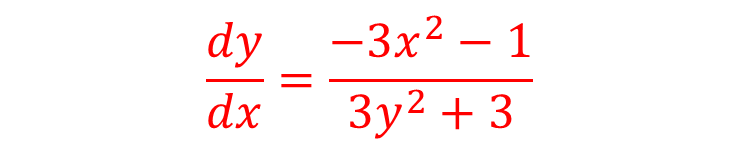 dy/dx = (−3x² − 1)/(3y² + 3)